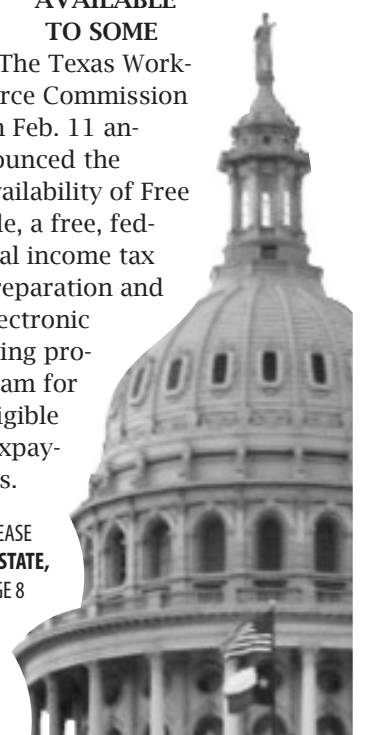 AVAILABLE
TO SOME
The Texas Work-
rce Commission
n Feb. 11 an-
ounced the
vailability of Free
le, a free, fed-
al income tax
reparation and
ectronic
ing pro-
am for
igible
xpay-
s.
EASE
STATE,
GE 8